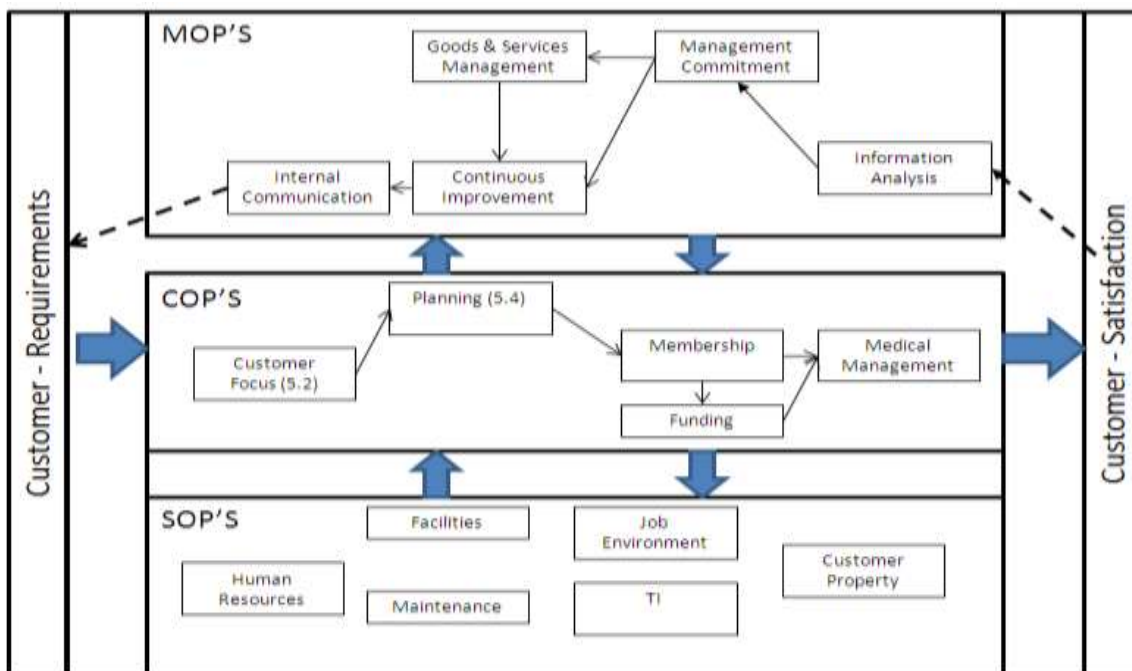 MOP'S
Goods & Services
Management
Management
Commitment
Information
Analysis
Internal
Communication
Continuous
Improvement
Customer - Requirements
Customer - Satisfaction
COP'S
Planning (5.4)
Customer
Focus (5.2)
Membership
Medical
Management
Funding
SOP'S
Facilities
Job
Environment
Customer
Property
Human
Resources
Maintenance
TI